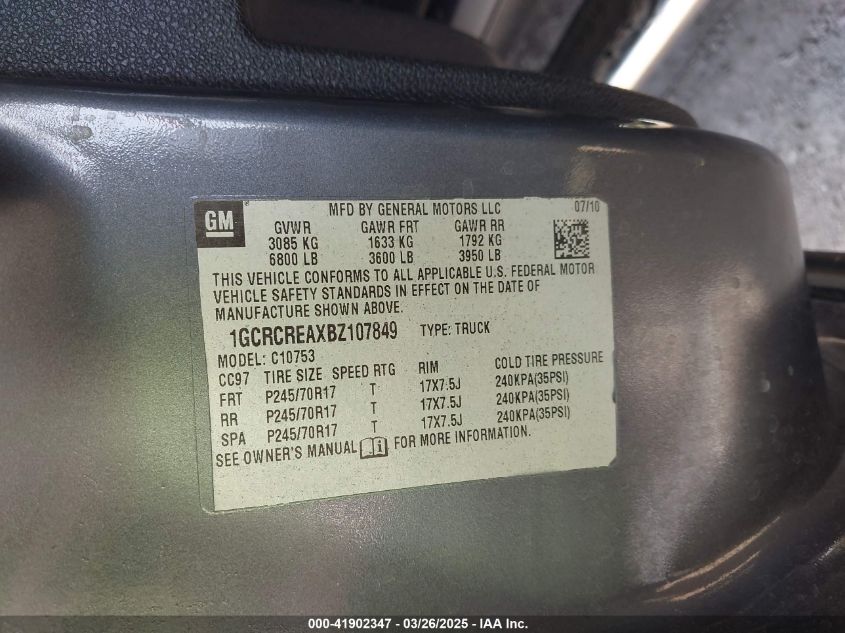 GM
MFD BY GENERAL MOTORS LLC 07/10
GVWR GAWR FRT GAWR RR
3085 KG 1633 KG 1792 KG
6800 LB 3600 LB 3950 LB
THIS VEHICLE CONFORMS TO ALL APPLICABLE U.S. FEDERAL MOTOR
VEHICLE SAFETY STANDARDS IN EFFECT ON THE DATE OF
MANUFACTURE SHOWN ABOVE.
1GCRCREAXBZ107849 TYPE: TRUCK
MODEL: C10753
CC97 TIRE SIZE SPEED RTG RIM COLD TIRE PRESSURE
FRT P245/70R17 T 17X7.5J 240KPA(35PSI)
RR P245/70R17 T 17X7.5J 240KPA(35PSI)
SPA P245/70R17 T 17X7.5J 240KPA(35PSI)
SEE OWNER'S MANUAL i FOR MORE INFORMATION.
000-41902347 - 03/26/2025 - IAA Inc.